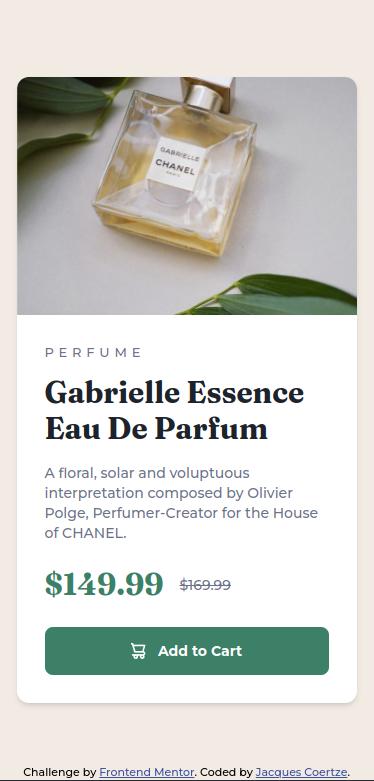 GABRIELLE
CHANEL
PARIS
PERFUME
Gabrielle Essence
Eau De Parfum
A floral, solar and voluptuous
interpretation composed by Olivier
Polge, Perfumer-Creator for the House
of CHANEL.
$149.99 $169.99
Add to Cart
Challenge by Frontend Mentor. Coded by Jacques Coertze.